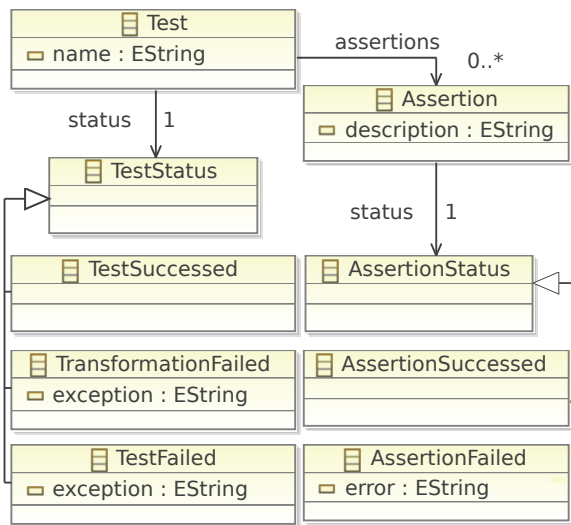 Test
name : EString
assertions
0..*
Assertion
description : EString
status 1
TestStatus
status 1
TestSuccessed
AssertionStatus
TransformationFailed
exception : EString
AssertionSuccessed
TestFailed
exception : EString
AssertionFailed
error : EString